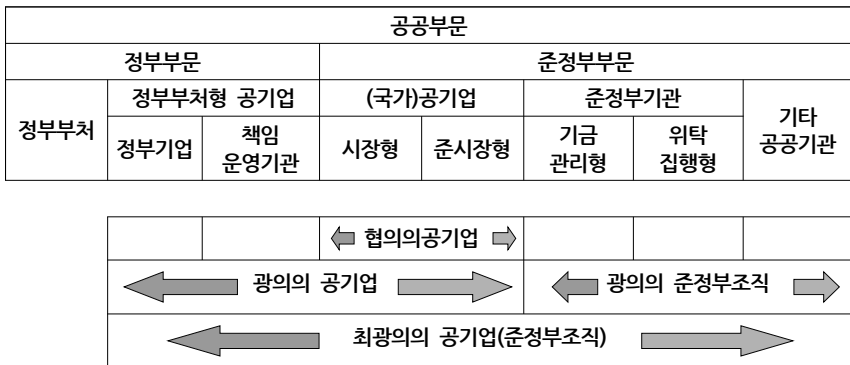 공공부문
정부부문 준정부부문
정부부처 정부부처형 공기업 (국가)공기업 준정부기관 기타
공공기관
정부기업 책임
운영기관 시장형 준시장형 기금
관리형 위탁
집행형
협의의공기업
광의의 공기업 광의의 준정부조직
최광의의 공기업(준정부조직)